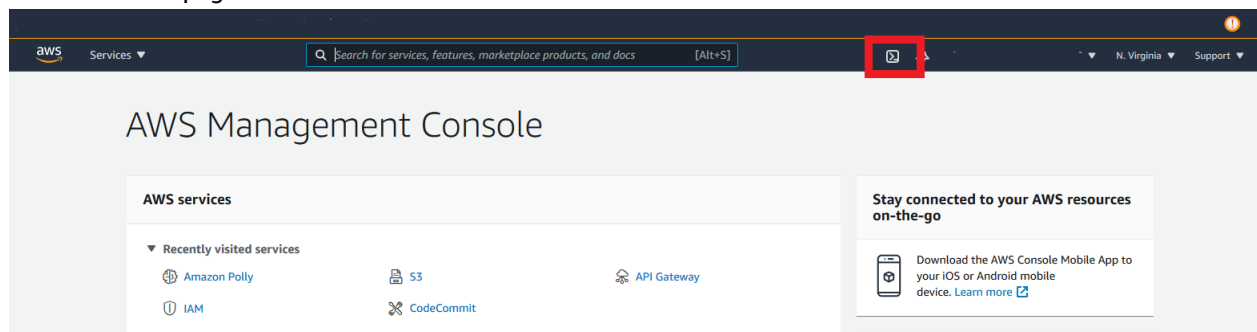 aws Services ▼ Search for services, features, marketplace products, and docs [Alt+S] N. Virginia ▼ Support ▼
AWS Management Console
AWS services
Stay connected to your AWS resources
on-the-go
▼ Recently visited services
Amazon Polly S3 API Gateway
IAM CodeCommit
Download the AWS Console Mobile App to
your iOS or Android mobile
device. Learn more